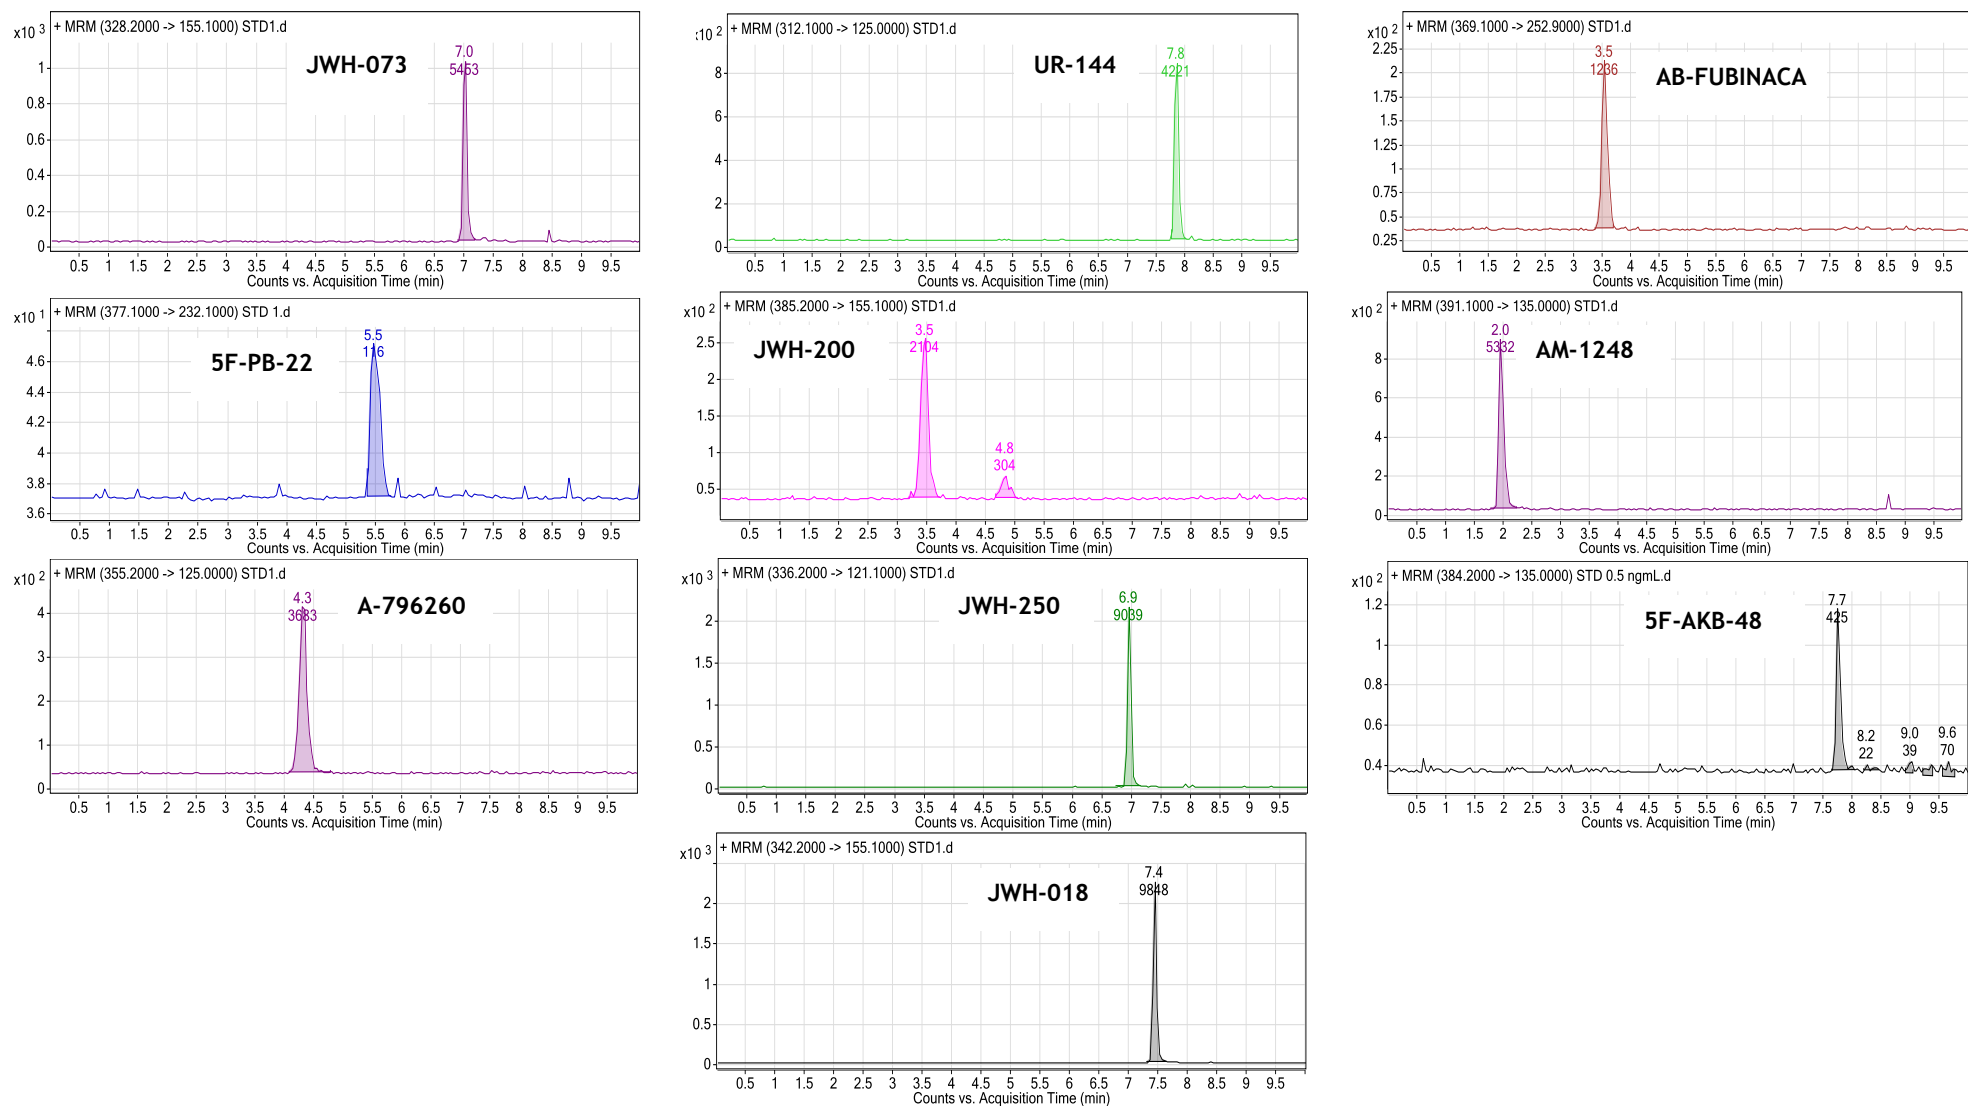 + MRM (328.2000 -> 155.1000) STD1.d
x10 3
JWH-073
7.0
5453
1
0.8
0.6
0.4
0.2
0
0.5 1 1.5 2 2.5 3 3.5 4 4.5 5 5.5 6 6.5 7 7.5 8 8.5 9 9.5
Counts vs. Acquisition Time (min)
+ MRM (312.1000 -> 125.0000) STD1.d
:10 2
UR-144
7.8
4221
8
6
4
2
0
0.5 1 1.5 2 2.5 3 3.5 4 4.5 5 5.5 6 6.5 7 7.5 8 8.5 9 9.5
Counts vs. Acquisition Time (min)
+ MRM (369.1000 -> 252.9000) STD1.d
x10 2
AB-FUBINACA
3.5
1236
2.25
2
1.75
1.5
1.25
1
0.75
0.5
0.25
0.5 1 1.5 2 2.5 3 3.5 4 4.5 5 5.5 6 6.5 7 7.5 8 8.5 9 9.5
Counts vs. Acquisition Time (min)
+ MRM (377.1000 -> 232.1000) STD 1.d
x10 1
5F-PB-22
5.5
116
4.6
4.4
4.2
4
3.8
3.6
0.5 1 1.5 2 2.5 3 3.5 4 4.5 5 5.5 6 6.5 7 7.5 8 8.5 9 9.5
Counts vs. Acquisition Time (min)
+ MRM (385.2000 -> 155.1000) STD1.d
x10 2
JWH-200
3.5
2104
4.8
304
2.5
2
1.5
1
0.5
0.5 1 1.5 2 2.5 3 3.5 4 4.5 5 5.5 6 6.5 7 7.5 8 8.5 9 9.5
Counts vs. Acquisition Time (min)
+ MRM (391.1000 -> 135.0000) STD1.d
x10 2
AM-1248
2.0
5332
8
6
4
2
0
0.5 1 1.5 2 2.5 3 3.5 4 4.5 5 5.5 6 6.5 7 7.5 8 8.5 9 9.5
Counts vs. Acquisition Time (min)
+ MRM (355.2000 -> 125.0000) STD1.d
x10 2
A-796260
4.3
3683
4
3
2
1
0
0.5 1 1.5 2 2.5 3 3.5 4 4.5 5 5.5 6 6.5 7 7.5 8 8.5 9 9.5
Counts vs. Acquisition Time (min)
+ MRM (336.2000 -> 121.1000) STD1.d
x10 3
JWH-250
6.9
9039
2
1.5
1
0.5
0
0.5 1 1.5 2 2.5 3 3.5 4 4.5 5 5.5 6 6.5 7 7.5 8 8.5 9 9.5
Counts vs. Acquisition Time (min)
+ MRM (384.2000 -> 135.0000) STD 0.5 ngmL.d
x10 2
5F-AKB-48
7.7
425
8.2
22
9.0
39
9.6
70
1.2
1
0.8
0.6
0.4
0.5 1 1.5 2 2.5 3 3.5 4 4.5 5 5.5 6 6.5 7 7.5 8 8.5 9 9.5
Counts vs. Acquisition Time (min)
+ MRM (342.2000 -> 155.1000) STD1.d
x10 3
JWH-018
7.4
9848
2
1.5
1
0.5
0
0.5 1 1.5 2 2.5 3 3.5 4 4.5 5 5.5 6 6.5 7 7.5 8 8.5 9 9.5
Counts vs. Acquisition Time (min)